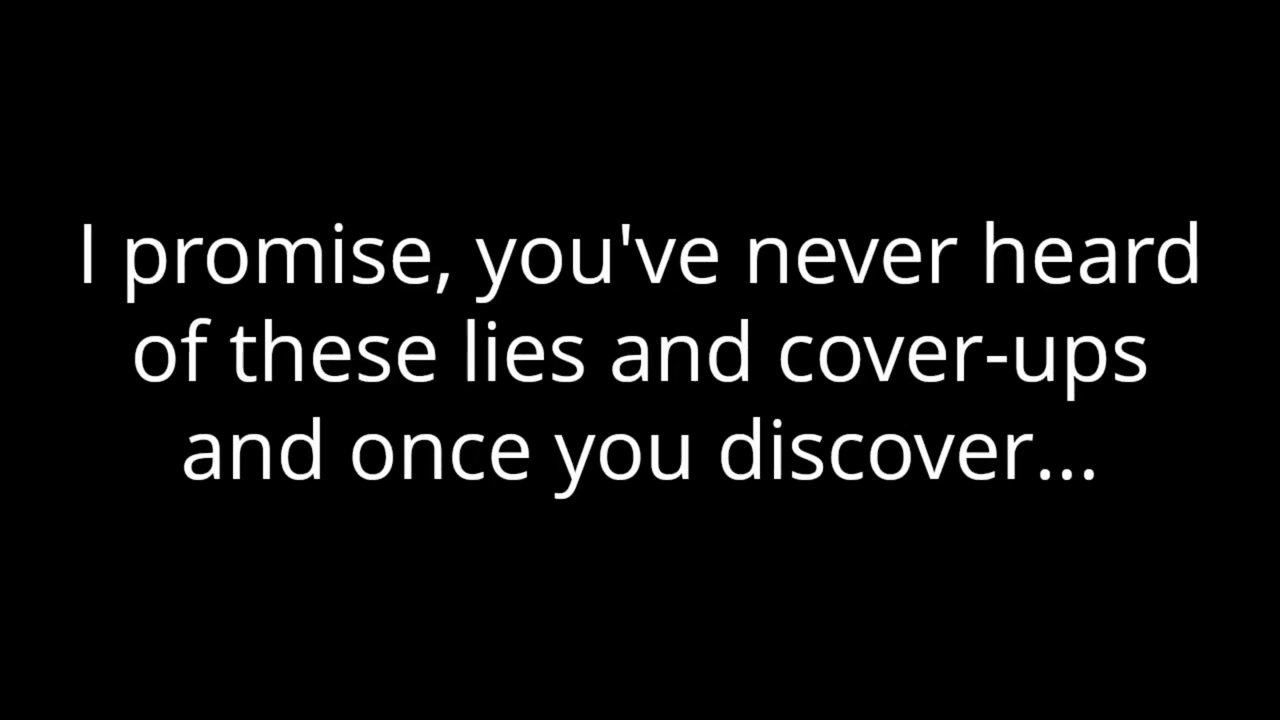 I promise, you've never heard
of these lies and cover-ups
and once you discover...